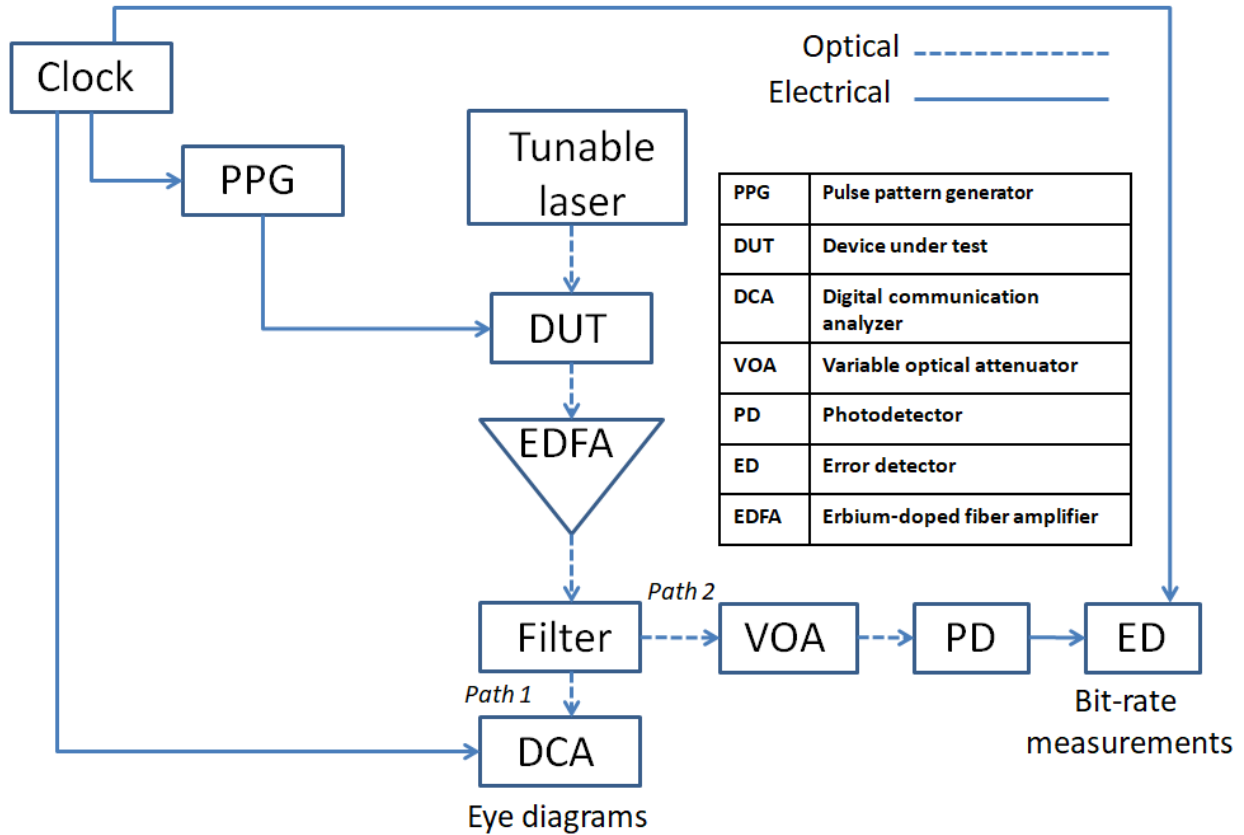 Clock
Optical
Electrical
PPG
Tunable
laser
DUT
EDFA
PPG Pulse pattern generator
DUT Device under test
DCA Digital communication
analyzer
VOA Variable optical attenuator
PD Photodetector
ED Error detector
EDFA Erbium-doped fiber amplifier
Path 2
Filter
VOA
PD
ED
Path 1
DCA
Bit-rate
measurements
Eye diagrams